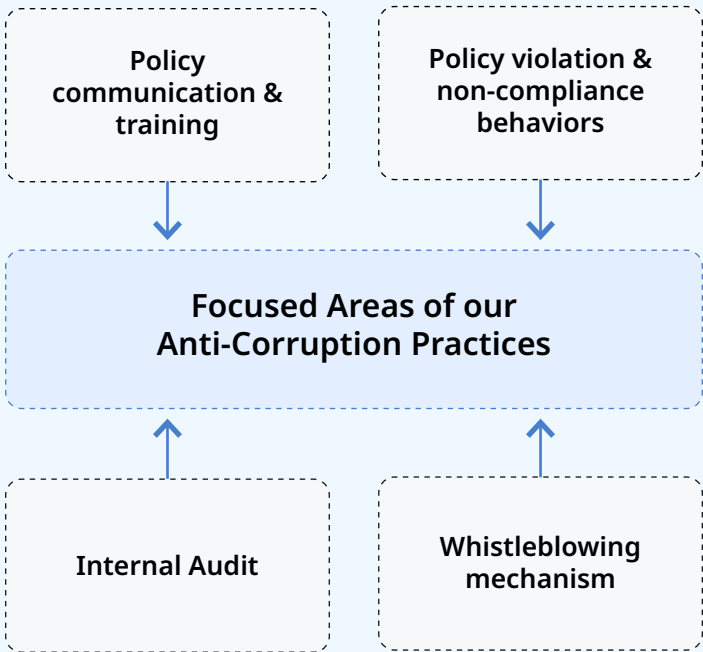 Policy
communication &
training
Policy violation &
non-compliance
behaviors
Focused Areas of our
Anti-Corruption Practices
Internal Audit
Whistleblowing
mechanism